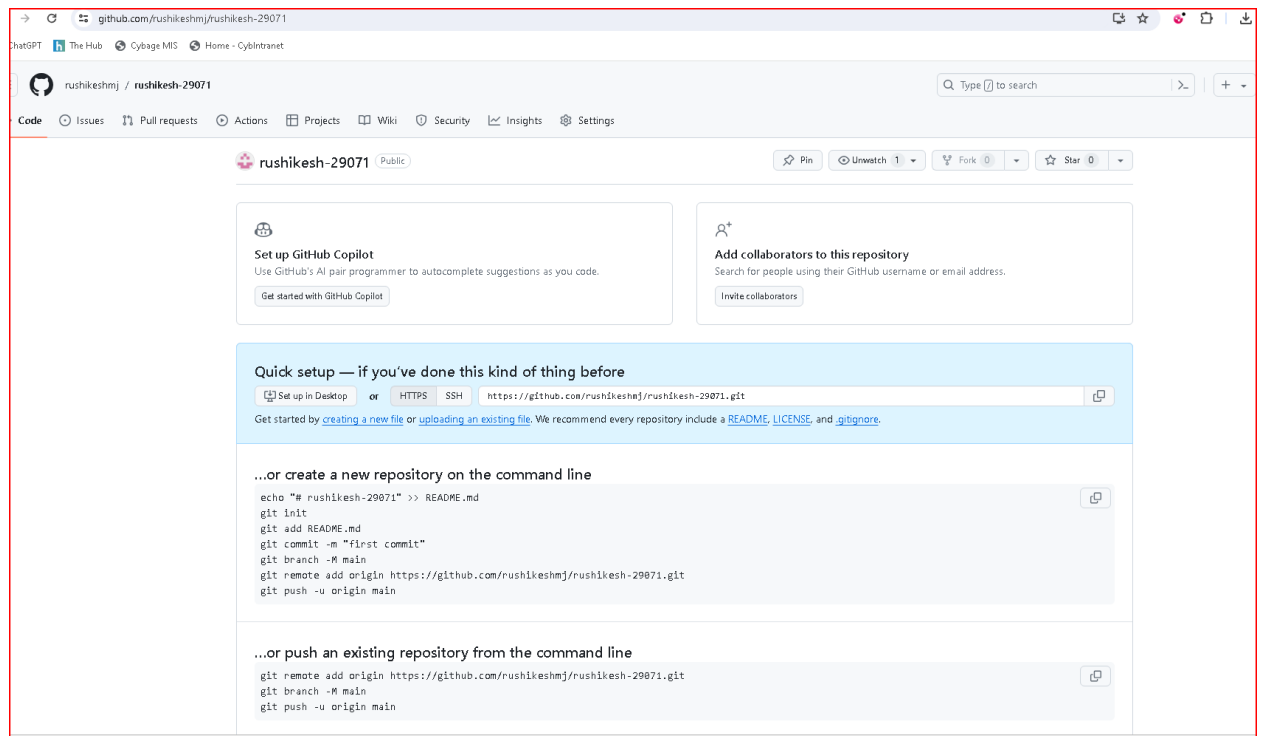 github.com/rushikeshmj/rushikesh-29071
ChatGPT The Hub Cybage MIS Home - CybIntranet
rushikeshmj / rushikesh-29071 Type / to search
Code Issues Pull requests Actions Projects Wiki Security Insights Settings
rushikesh-29071 Public Pin Unwatch 1 Fork 0 Star 0
Set up GitHub Copilot
Use GitHub's AI pair programmer to autocomplete suggestions as you code.
Get started with GitHub Copilot
Add collaborators to this repository
Search for people using their GitHub username or email address.
Invite collaborators
Quick setup — if you've done this kind of thing before
Set up in Desktop or HTTPS SSH https://github.com/rushikeshmj/rushikesh-29071.git
Get started by creating a new file or uploading an existing file. We recommend every repository include a README, LICENSE, and .gitignore.
…or create a new repository on the command line
echo "# rushikesh-29071" >> README.md
git init
git add README.md
git commit -m "first commit"
git branch -M main
git remote add origin https://github.com/rushikeshmj/rushikesh-29071.git
git push -u origin main
…or push an existing repository from the command line
git remote add origin https://github.com/rushikeshmj/rushikesh-29071.git
git branch -M main
git push -u origin main